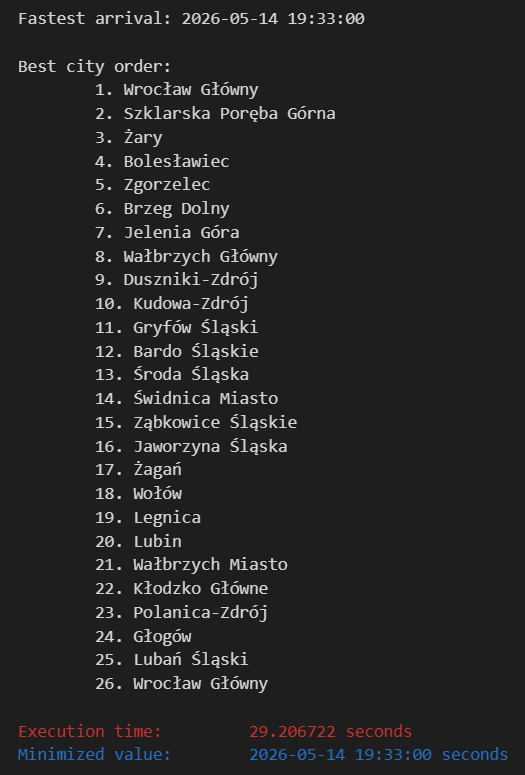 Fastest arrival: 2026-05-14 19:33:00
Best city order:
1. Wrocław Główny
2. Szklarska Poręba Górna
3. Żary
4. Bolesławiec
5. Zgorzelec
6. Brzeg Dolny
7. Jelenia Góra
8. Wałbrzych Główny
9. Duszniki-Zdrój
10. Kudowa-Zdrój
11. Gryfów Śląski
12. Bardo Śląskie
13. Środa Śląska
14. Świdnica Miasto
15. Ząbkowice Śląskie
16. Jaworzyna Śląska
17. Żagań
18. Wołów
19. Legnica
20. Lubin
21. Wałbrzych Miasto
22. Kłodzko Główne
23. Polanica-Zdrój
24. Głogów
25. Lubań Śląski
26. Wrocław Główny
Execution time: 29.206722 seconds
Minimized value: 2026-05-14 19:33:00 seconds